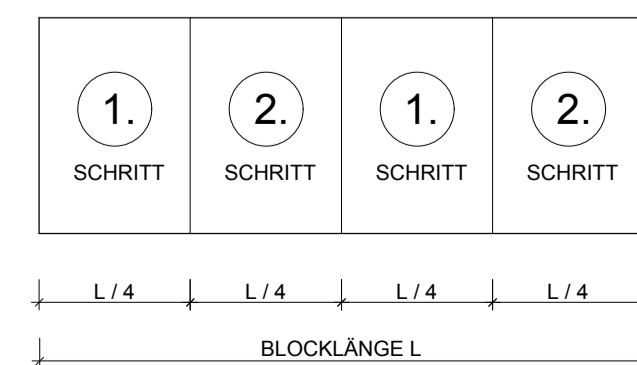 1. 2. 1. 2.
SCHRITT SCHRITT SCHRITT SCHRITT
L / 4 L / 4 L / 4 L / 4
BLOCKLÄNGE L